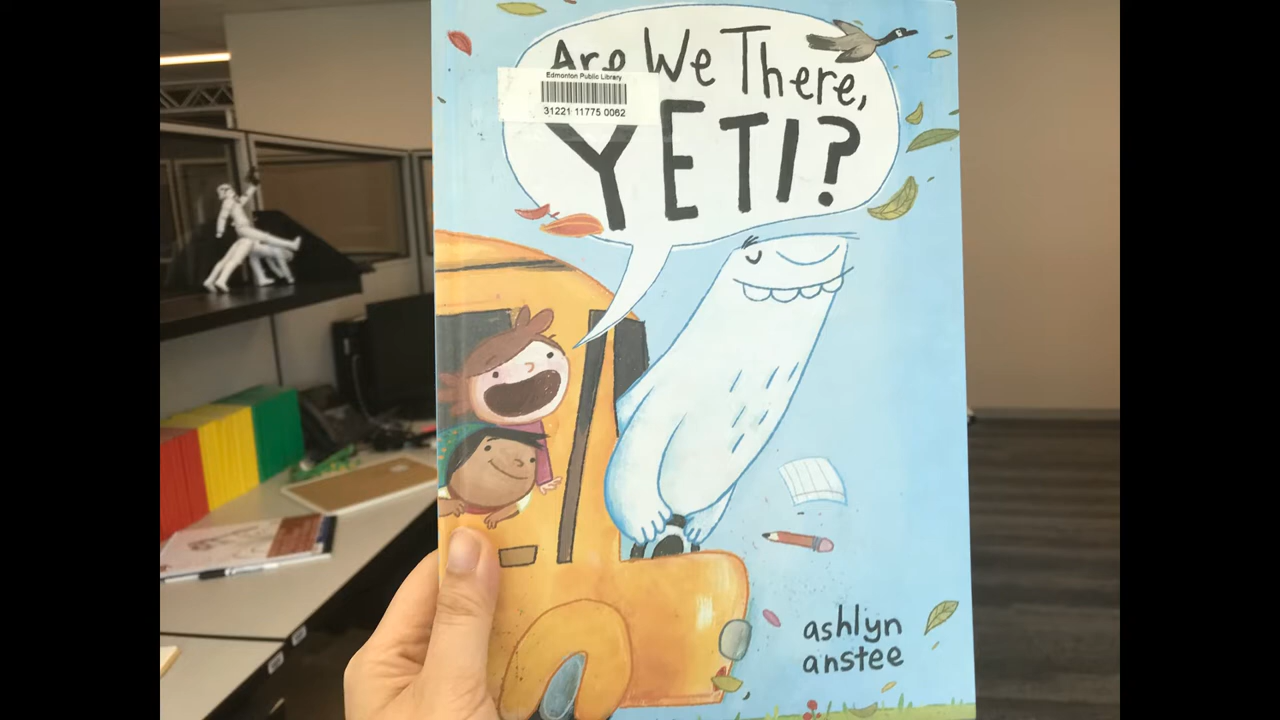 Are We There,
Edmonton Public Library
31221 11775 0062
YETI?
ashlyn
anstee